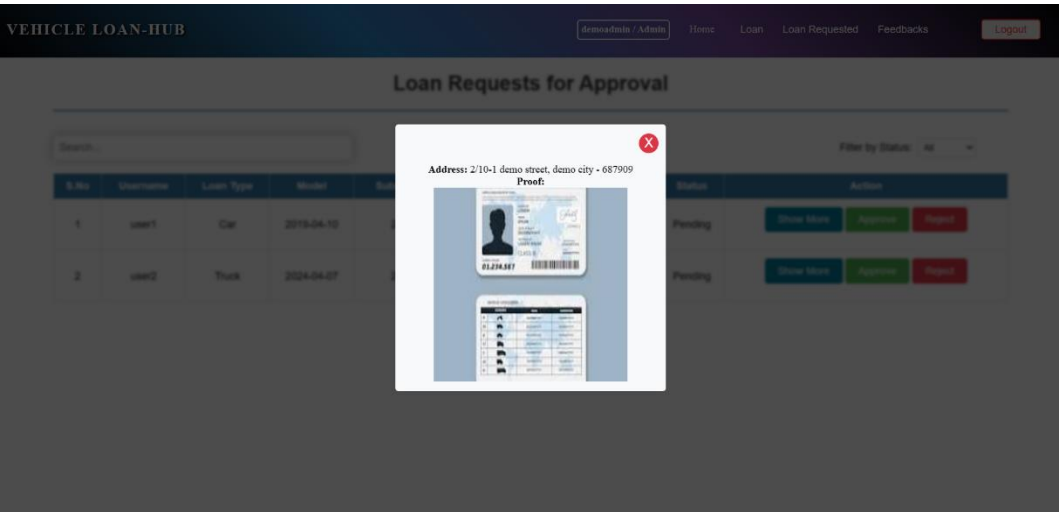 VEHICLE LOAN-HUB
demoadmin / Admin
Home
Loan
Loan Requested
Feedbacks
Logout
Loan Requests for Approval
Search...
Filter by Status: All
X
Address: 2/10-1 demo street, demo city - 687909
Proof:
01.234.567
S.No Username Loan Type Model Status Action
1 user1 Car 2019-04-10 Pending Show More Approve Reject
2 user2 Truck 2024-04-07 Pending Show More Approve Reject